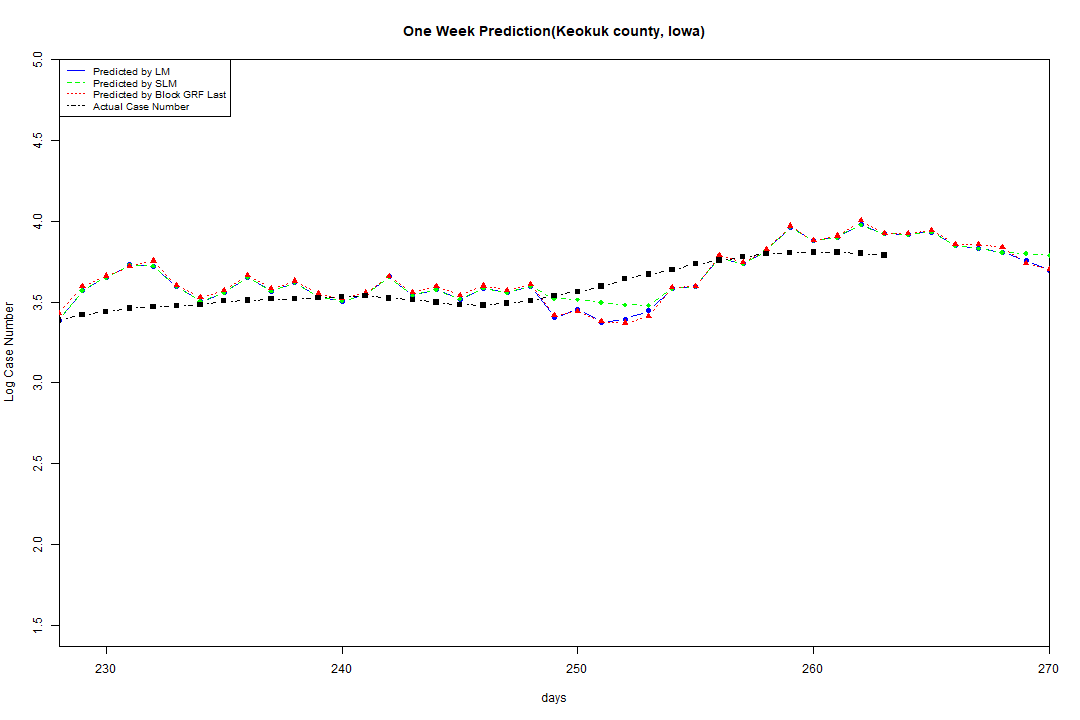 One Week Prediction(Keokuk county, Iowa)
Predicted by LM
Predicted by SLM
Predicted by Block GRF Last
Actual Case Number
5.0
4.5
4.0
3.5
3.0
2.5
2.0
1.5
Log Case Number
230 240 250 260 270
days